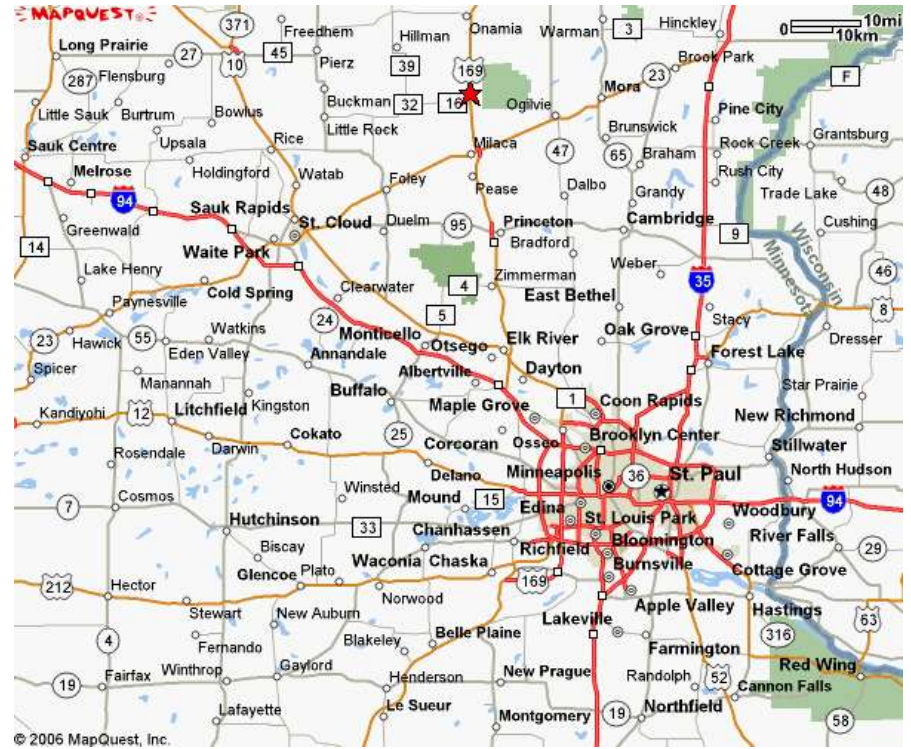 MAPQUEST
371
Freedhem
Hillman
Onamia
Warman
3
Hinckley
0 10mi
10km
Long Prairie
27
10
45
169
Brook Park
F
287
Flensburg
Pierz
39
23
Little Sauk
Burtrum
Bowlus
Buckman
32
16
Ogilvie
Mora
Pine City
Upsala
Rice
Little Rock
Brunswick
Rock Creek
Grantsburg
Sauk Centre
Milaca
47
65
Braham
Melrose
Holdingford
Watab
Foley
Pease
Dalbo
Grandy
Rush City
Trade Lake
48
94
Sauk Rapids
St. Cloud
Duelm
95
Princeton
Cambridge
9
Cushing
Greenwald
Waite Park
Bradford
Wisconsin
Minnesota
14
Lake Henry
Cold Spring
Clearwater
4
Zimmerman
Weber
35
46
Paynesville
24
5
East Bethel
Stacy
8
23
Hawick
55
Watkins
Monticello
Otsego
Elk River
Oak Grove
Dresser
Spicer
Eden Valley
Annandale
Albertville
Dayton
Forest Lake
Manannah
Buffalo
1
Coon Rapids
Star Prairie
Kandiyohi
12
Litchfield
Kingston
Maple Grove
New Richmond
Darwin
Cokato
25
Corcoran
Osseo
Brooklyn Center
Stillwater
Rosendale
Delano
Minneapolis
36
St. Paul
North Hudson
7
Cosmos
Winsted
Mound
15
Edina
94
Hutchinson
33
Chanhassen
St. Louis Park
Woodbury
Biscay
Waconia
Chaska
Richfield
Bloomington
River Falls
29
212
Hector
Glencoe
Plato
169
Burnsville
Cottage Grove
Stewart
New Auburn
Norwood
Lakeville
Apple Valley
Hastings
63
4
Fernando
Blakeley
Belle Plaine
316
Farmington
19
Fairfax
Winthrop
Gaylord
Henderson
New Prague
Randolph
52
Red Wing
Cannon Falls
Lafayette
Le Sueur
Montgomery
19
Northfield
58
© 2006 MapQuest, Inc.